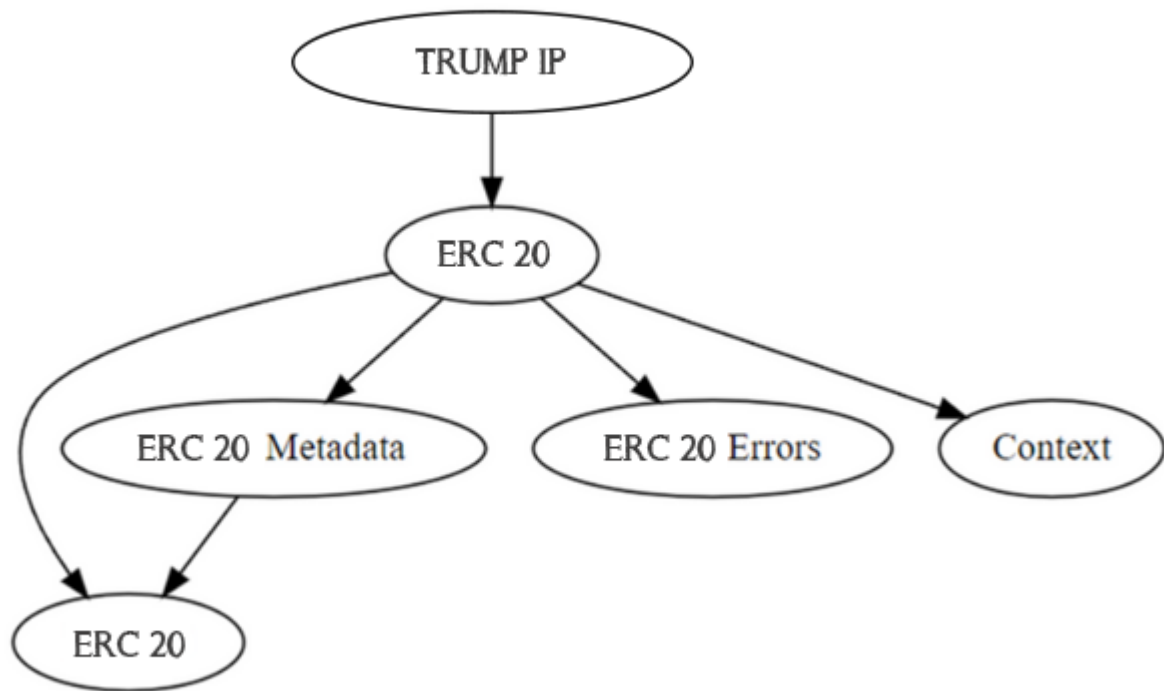 TRUMP IP
ERC 20
ERC 20 Metadata
ERC 20 Errors
Context
ERC 20